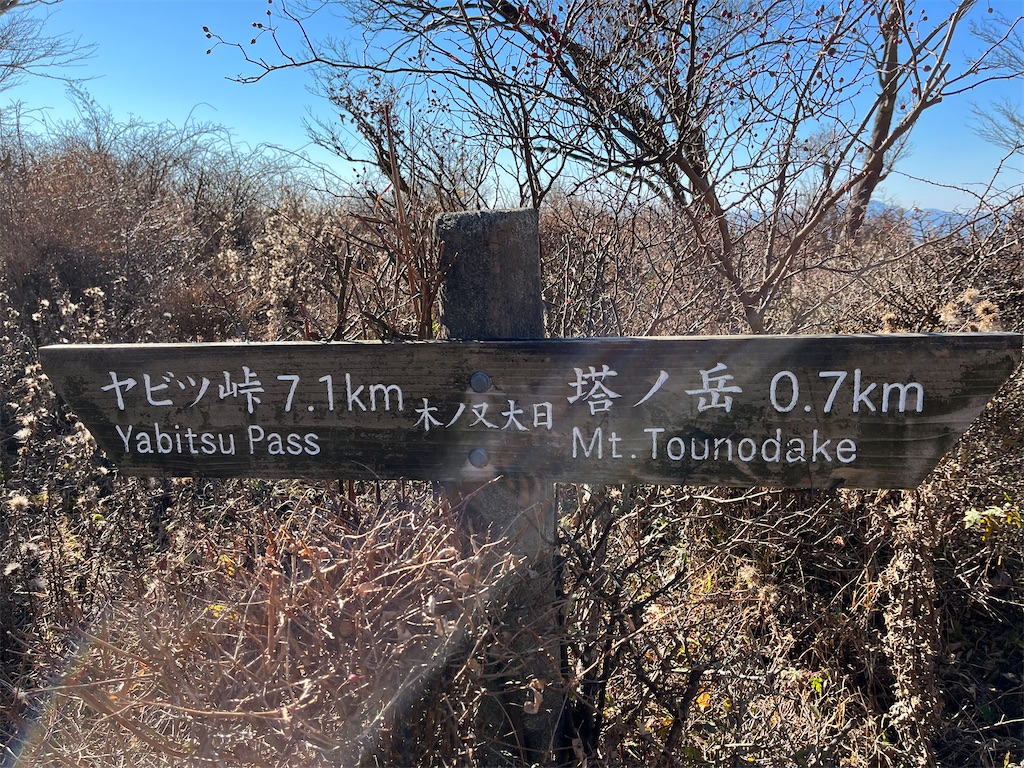 ヤビツ峠 7.1km
Yabitsu Pass
木ノ又大日
塔ノ岳 0.7km
Mt. Tounodake